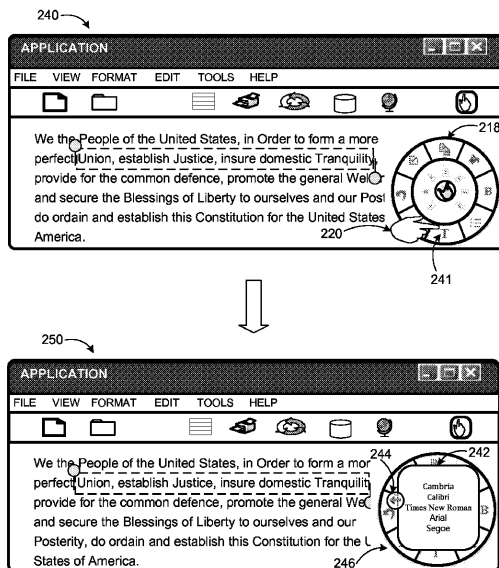 240
APPLICATION
FILE VIEW FORMAT EDIT TOOLS HELP
218
We the People of the United States, in Order to form a more
perfect Union, establish Justice, insure domestic Tranquility,
provide for the common defence, promote the general Wel
and secure the Blessings of Liberty to ourselves and our Post
do ordain and establish this Constitution for the United States
America.
B
T
220
241
250
APPLICATION
FILE VIEW FORMAT EDIT TOOLS HELP
244
242
We the People of the United States, in Order to form a mor
perfect Union, establish Justice, insure domestic Tranquilit
provide for the common defence, promote the general We
and secure the Blessings of Liberty to ourselves and our
Posterity, do ordain and establish this Constitution for the U
States of America.
Cambria
Calibri
Times New Roman
Arial
Segoe
B
246